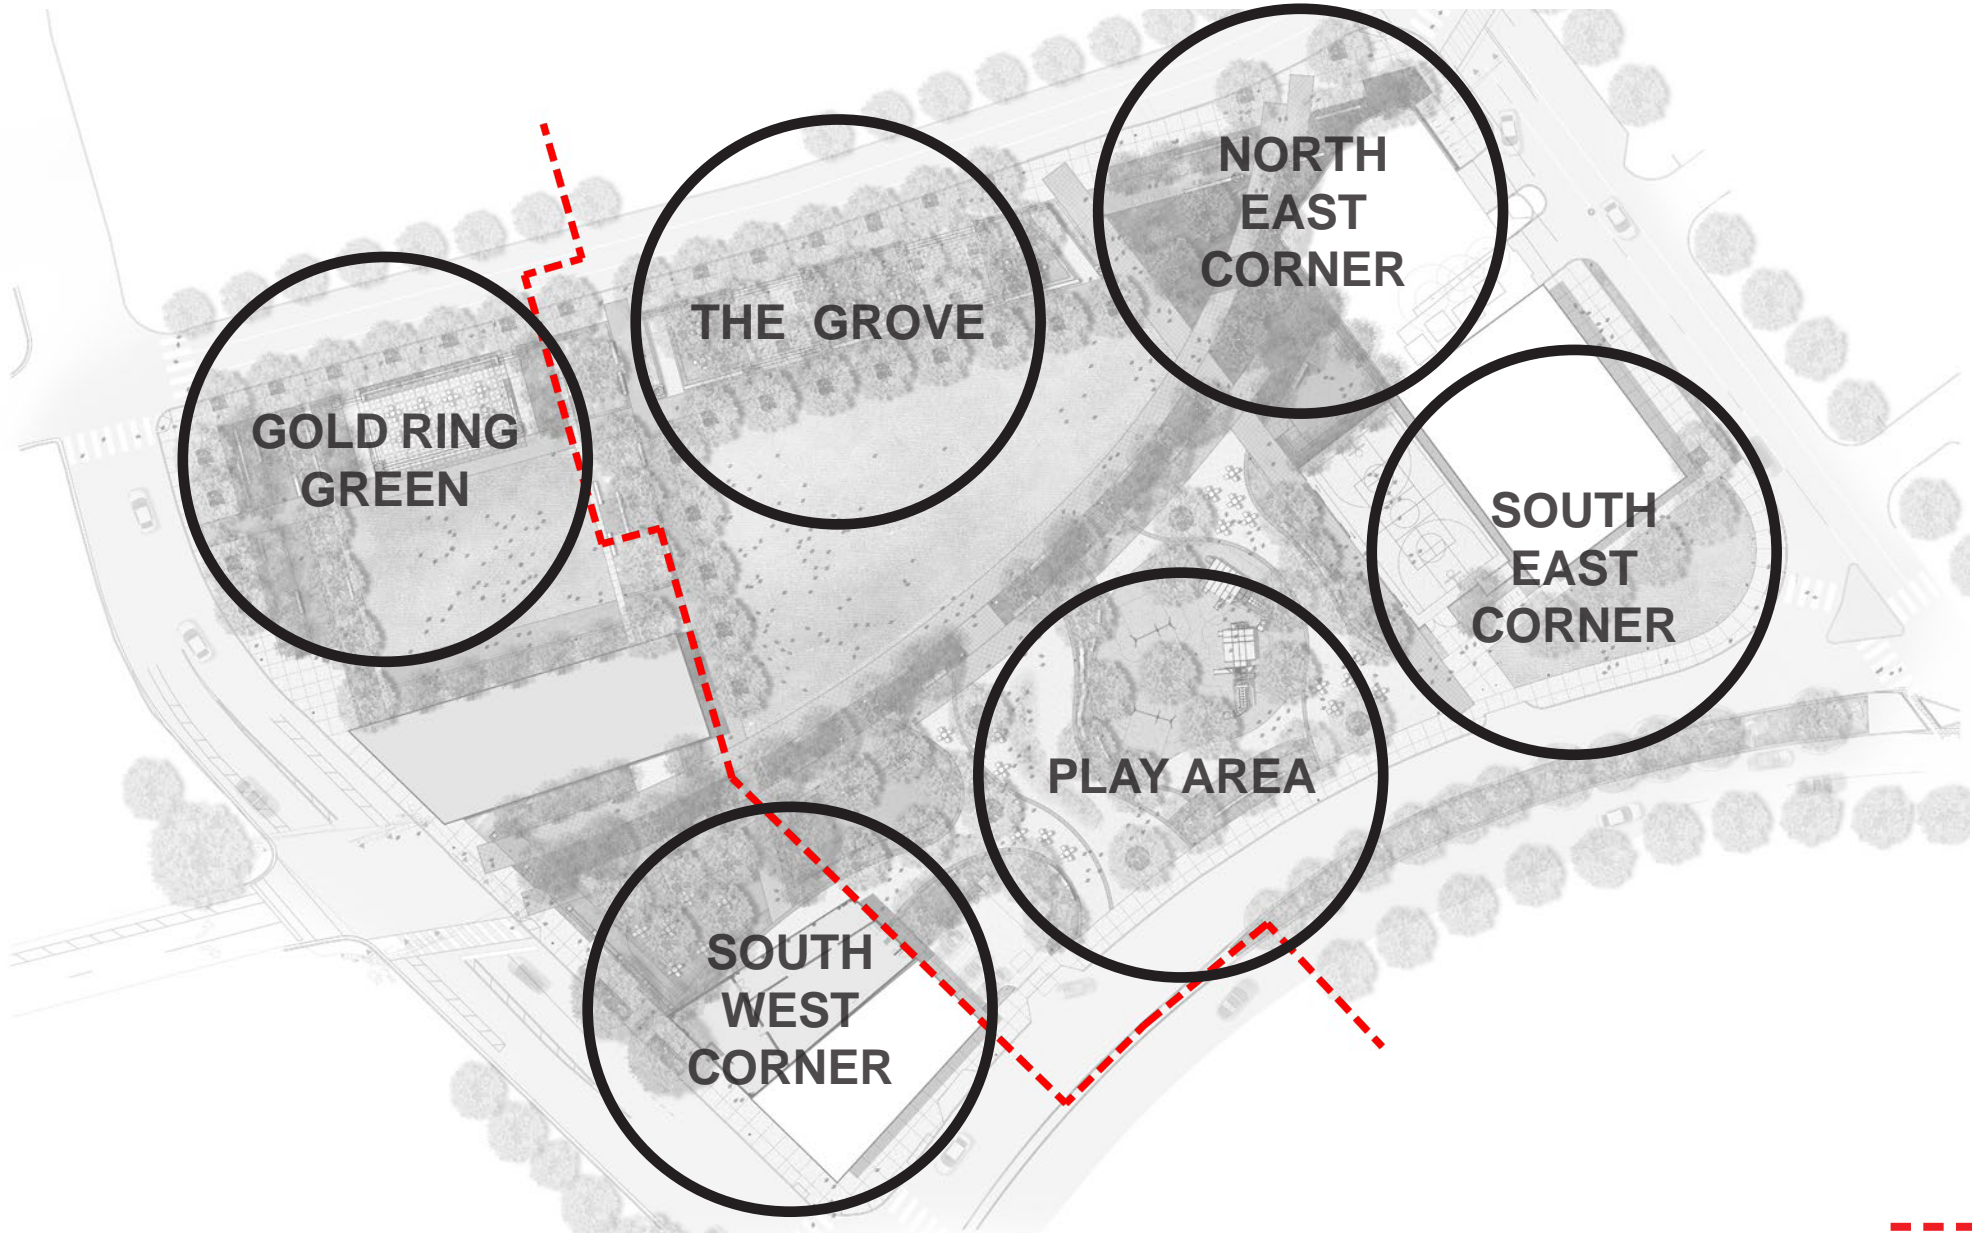 NORTH
EAST
CORNER
THE GROVE
GOLD RING
GREEN
SOUTH
EAST
CORNER
PLAY AREA
SOUTH
WEST
CORNER